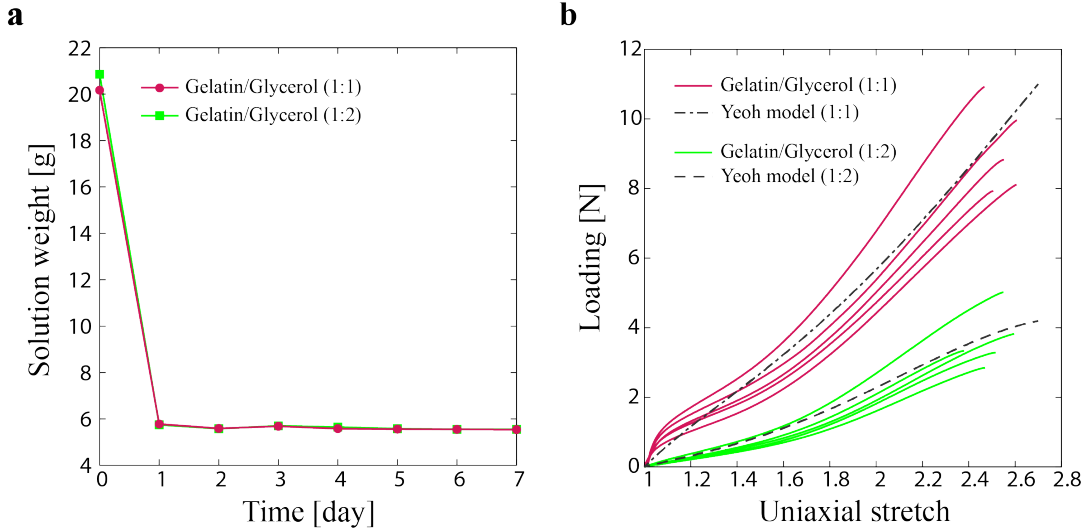 a
22
20
18
16
14
12
10
8
6
4
0 1 2 3 4 5 6 7
Solution weight [g]
Time [day]
Gelatin/Glycerol (1:1)
Gelatin/Glycerol (1:2)
b
12
10
8
6
4
2
0
1 1.2 1.4 1.6 1.8 2 2.2 2.4 2.6 2.8
Loading [N]
Uniaxial stretch
Gelatin/Glycerol (1:1)
Yeoh model (1:1)
Gelatin/Glycerol (1:2)
Yeoh model (1:2)